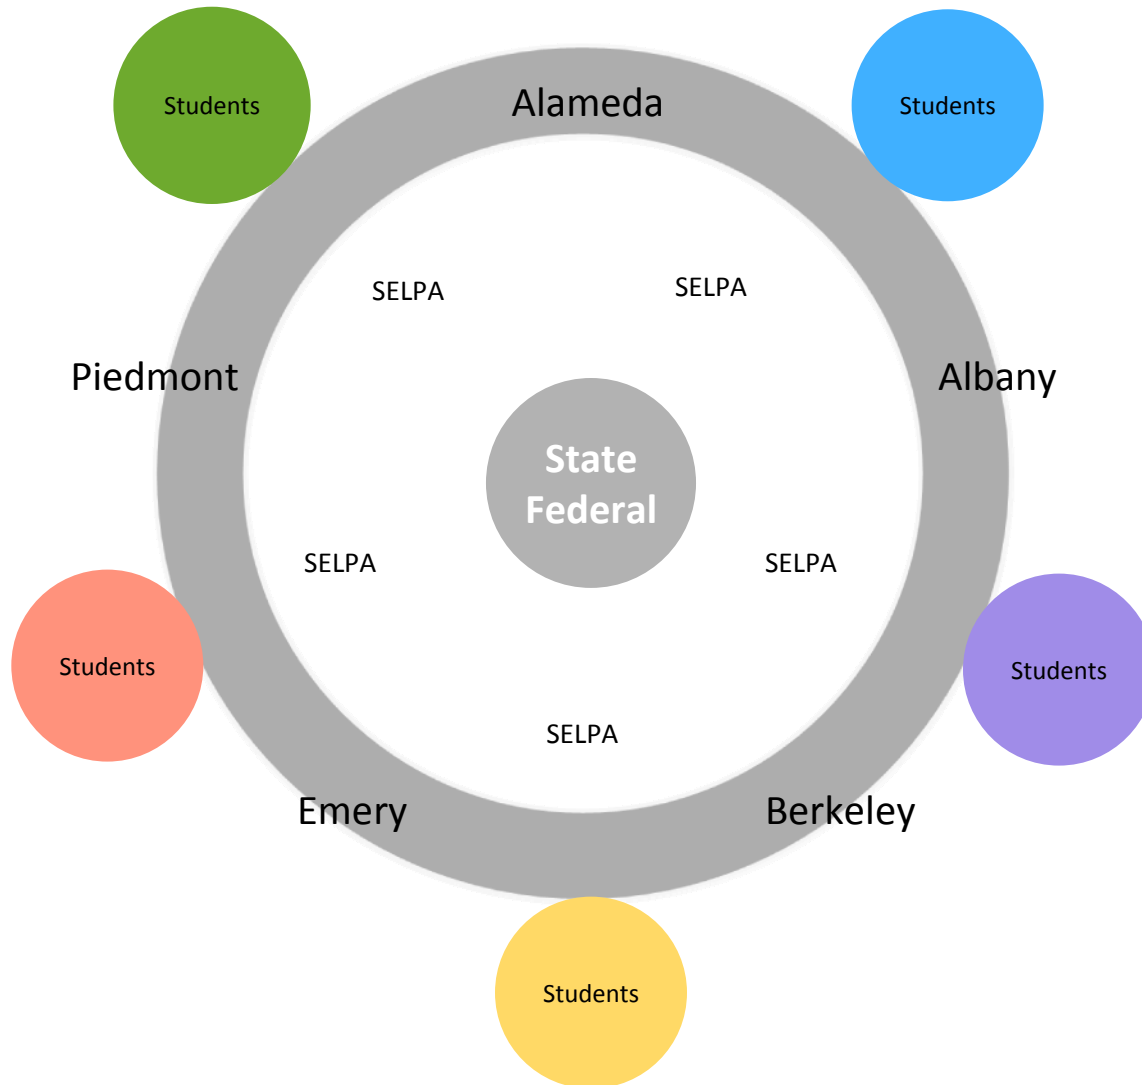 Alameda
Students
Students
SELPA
SELPA
Piedmont
Albany
State
Federal
SELPA
SELPA
Students
Students
SELPA
Emery
Berkeley
Students